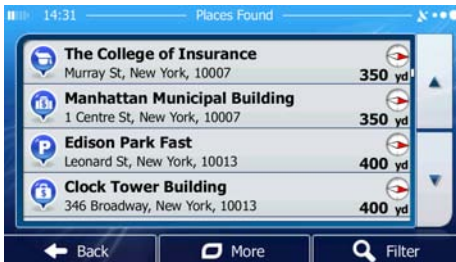 14:31
Places Found
The College of Insurance
Murray St, New York, 10007
350 yd
Manhattan Municipal Building
1 Centre St, New York, 10007
350 yd
Edison Park Fast
Leonard St, New York, 10013
400 yd
Clock Tower Building
346 Broadway, New York, 10013
400 yd
Back
More
Filter